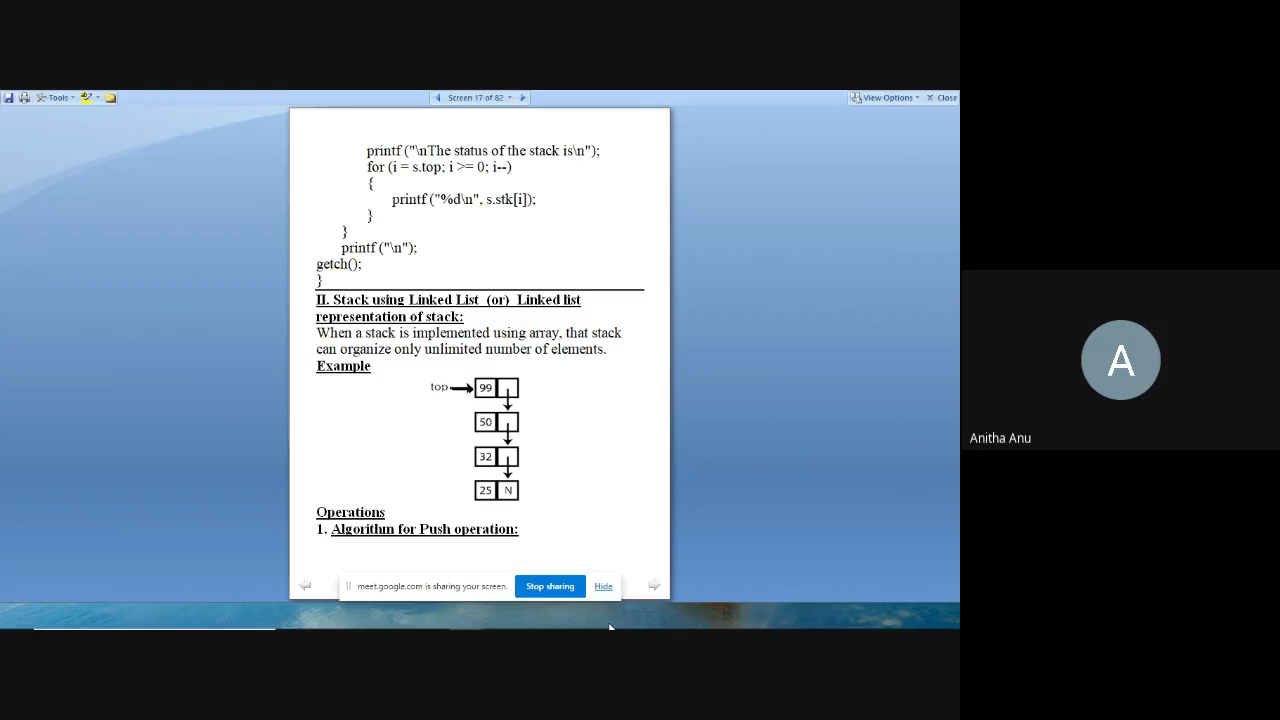 Tools
Screen 17 of 82
View Options
Close
printf ("\nThe status of the stack is\n");
for (i = s.top; i >= 0; i--)
{
printf ("%d\n", s.stk[i]);
}
}
printf ("\n");
getch();
}
II. Stack using Linked List (or) Linked list
representation of stack:
When a stack is implemented using array, that stack
can organize only unlimited number of elements.
Example
top 99
50
32
25 N
Operations
1. Algorithm for Push operation:
meet.google.com is sharing your screen. Stop sharing Hide
A
Anitha Anu